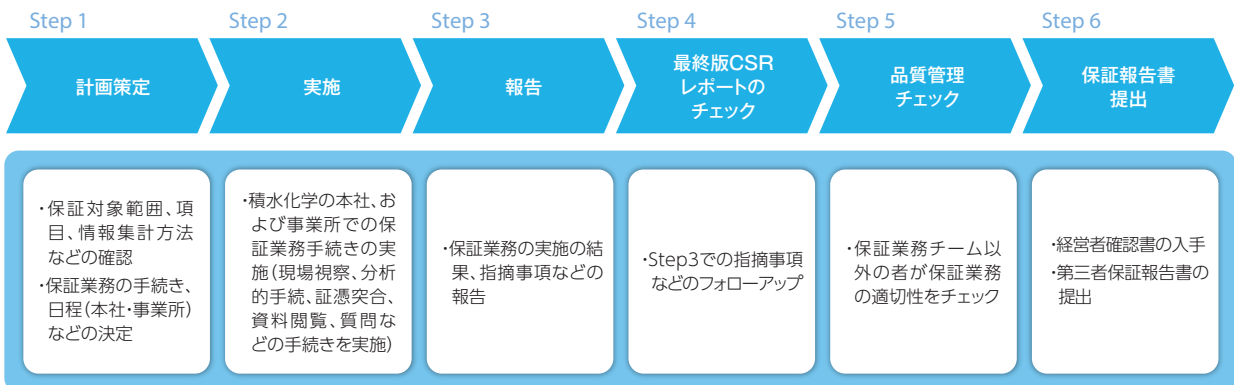 Step 1
Step 2
Step 3
Step 4
Step 5
Step 6
計画策定
実施
報告
最終版CSR
レポートの
チェック
品質管理
チェック
保証報告書
提出
・保証対象範囲、項
目、情報集計方法
などの確認
・保証業務の手続き、
日程(本社・事業所)
などの決定
・積水化学の本社、お
よび事業所での保
証業務手続きの実
施(現場視察、分析
的手続、証憑突合、
資料閲覧、質問な
どの手続きを実施)
・保証業務の実施の結
果、指摘事項などの
報告
・Step3での指摘事項
などのフォローアップ
・保証業務チーム以
外の者が保証業務
の適切性をチェック
・経営者確認書の入手
・第三者保証報告書の
提出